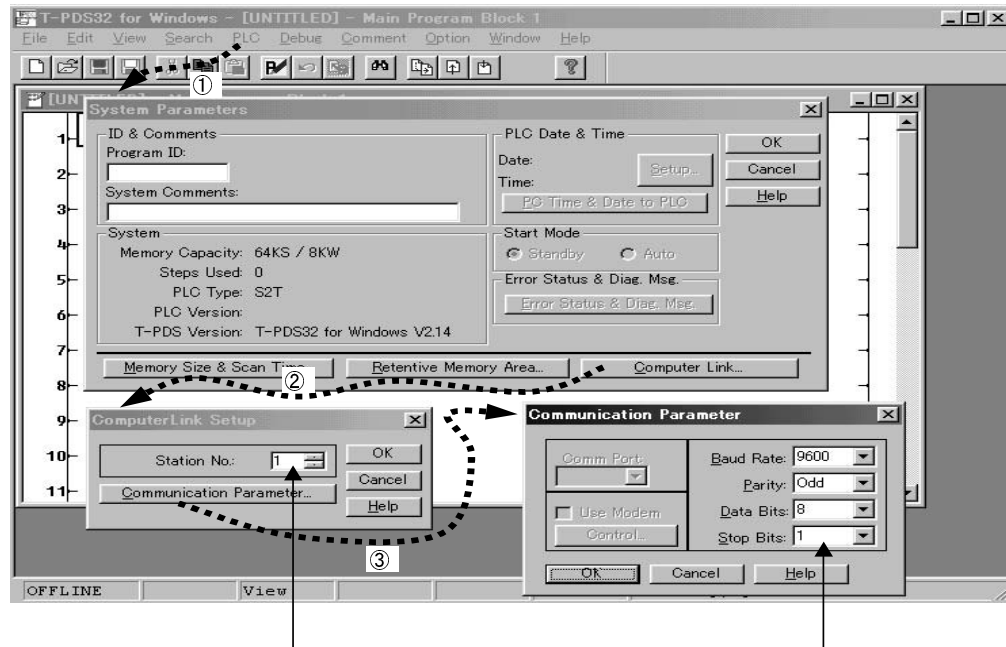 T-PDS32 for Windows - [UNTITLED] - Main Program Block 1
File Edit View Search PLC Debug Comment Option Window Help
①
[UNT
System Parameters
ID & Comments
Program ID:
System Comments:
PLC Date & Time
Date:
Time:
Setup...
PC Time & Date to PLC
OK
Cancel
Help
System
Memory Capacity: 64KS / 8KW
Steps Used: 0
PLC Type: S2T
PLC Version:
T-PDS Version: T-PDS32 for Windows V2.14
Start Mode
Standby Auto
Error Status & Diag. Msg.
Error Status & Diag. Msg.
Memory Size & Scan Time... Retentive Memory Area... Computer Link...
1
2
3
4
5
6
7
8
9
10
11
②
ComputerLink Setup
Station No.: 1
Communication Parameter...
OK
Cancel
Help
③
Communication Parameter
Comm Port:
Use Modem
Control...
Baud Rate: 9600
Parity: Odd
Data Bits: 8
Stop Bits: 1
OK Cancel Help
OFFLINE View